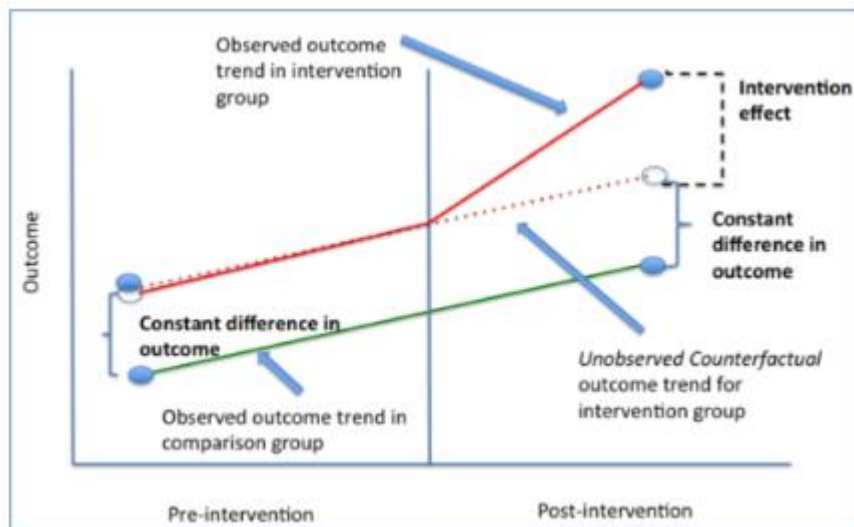 Observed outcome
trend in intervention
group
Intervention
effect
Outcome
Constant difference in
outcome
Constant
difference in
outcome
Observed outcome trend in
comparison group
Unobserved Counterfactual
outcome trend for
intervention group
Pre-intervention
Post-intervention